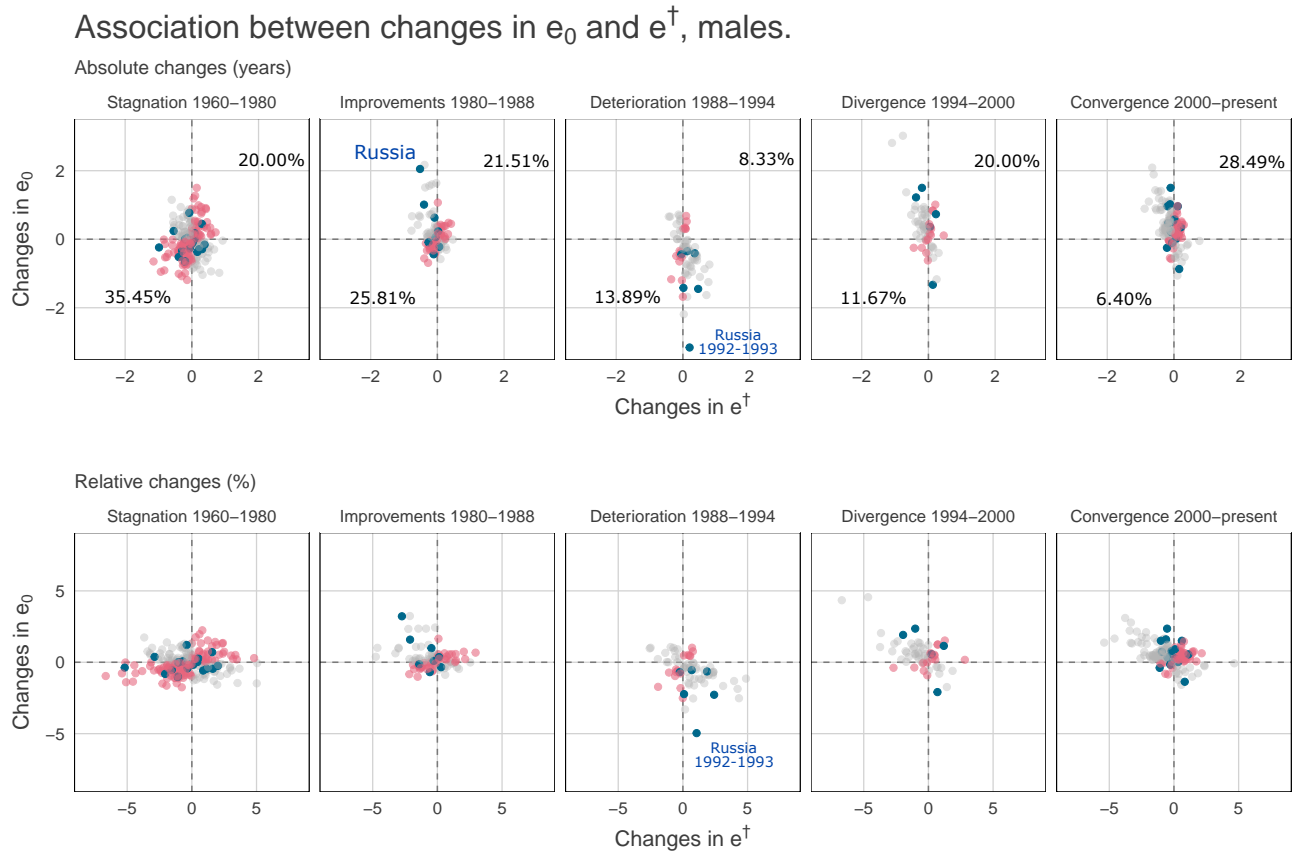 Association between changes in e₀ and e†, males.
Absolute changes (years)
Stagnation 1960−1980 Improvements 1980−1988 Deterioration 1988−1994 Divergence 1994−2000 Convergence 2000−present
20.00% Russia 21.51% 8.33% 20.00% 28.49%
2
0
−2
Changes in e₀
35.45% 25.81% 13.89% 11.67% 6.40%
Russia
1992-1993
−2 0 2 −2 0 2 −2 0 2 −2 0 2 −2 0 2
Changes in e†
Relative changes (%)
Stagnation 1960−1980 Improvements 1980−1988 Deterioration 1988−1994 Divergence 1994−2000 Convergence 2000−present
5
0
−5
Changes in e₀
Russia
1992-1993
−5 0 5 −5 0 5 −5 0 5 −5 0 5 −5 0 5
Changes in e†